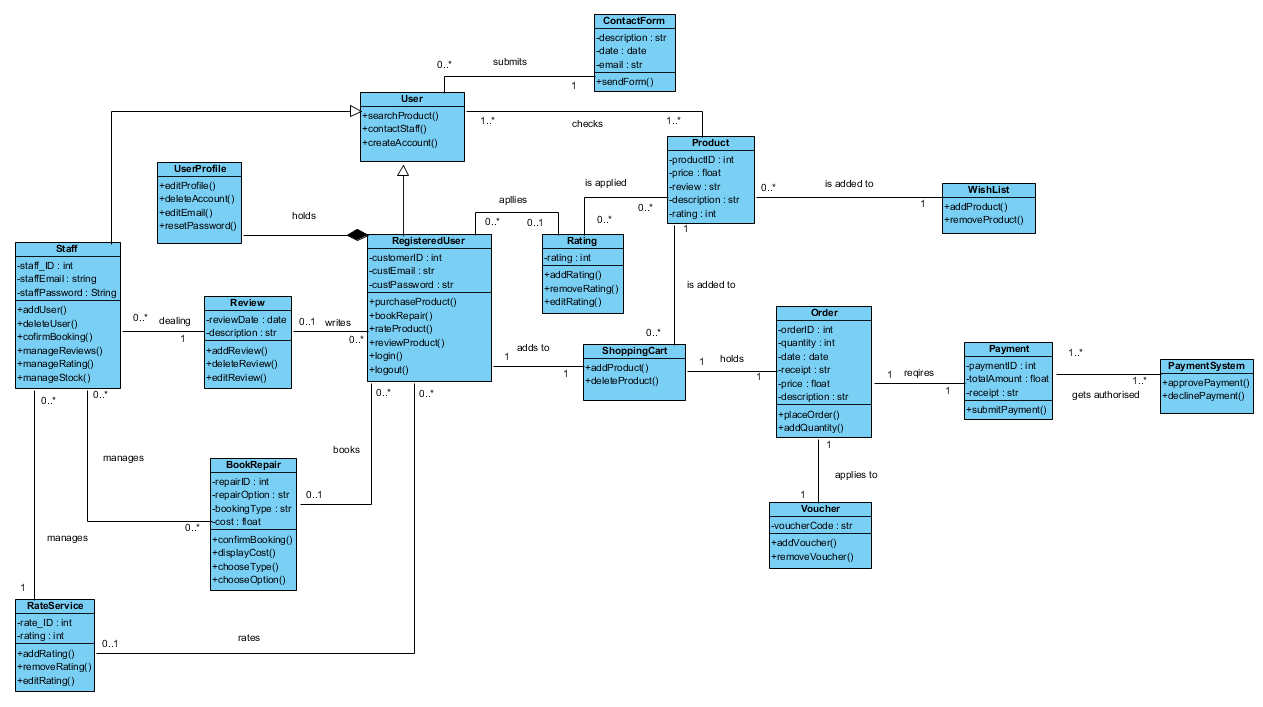 ContactForm
-description : str
-date : date
-email : str
+sendForm()
0..*
submits
1
User
+searchProduct()
+contactStaff()
+createAccount()
1..*
checks
1..*
Product
-productID : int
-price : float
-review : str
-description : str
-rating : int
UserProfile
+editProfile()
+deleteAccount()
+editEmail()
+resetPassword()
holds
is applied
0..*
0..*
apllies
0..*
0..1
0..*
is added to
1
WishList
+addProduct()
+removeProduct()
Staff
-staff_ID : int
-staffEmail : string
-staffPassword : String
+addUser()
+deleteUser()
+cofirmBooking()
+manageReviews()
+manageRating()
+manageStock()
RegisteredUser
-customerID : int
-custEmail : str
-custPassword : str
+purchaseProduct()
+bookRepair()
+rateProduct()
+reviewProduct()
+login()
+logout()
Rating
-rating : int
+addRating()
+removeRating()
+editRating()
1
is added to
0..*
0..*
dealing
1
Review
-reviewDate : date
-description : str
+addReview()
+deleteReview()
+editReview()
0..1
writes
0..*
1
adds to
1
ShoppingCart
+addProduct()
+deleteProduct()
1
holds
1
Order
-orderID : int
-quantity : int
-date : date
-receipt : str
-price : float
-description : str
+placeOrder()
+addQuantity()
1
reqires
1
Payment
-paymentID : int
-totalAmount : float
-receipt : str
+submitPayment()
1..*
1..*
gets authorised
PaymentSystem
+approvePayment()
+declinePayment()
0..*
0..*
0..*
0..*
manages
books
0..1
BookRepair
-repairID : int
-repairOption : str
-bookingType : str
-cost : float
+confirmBooking()
+displayCost()
+chooseType()
+chooseOption()
0..*
manages
1
1
applies to
1
Voucher
-voucherCode : str
+addVoucher()
+removeVoucher()
RateService
-rate_ID : int
-rating : int
+addRating()
+removeRating()
+editRating()
0..1
rates